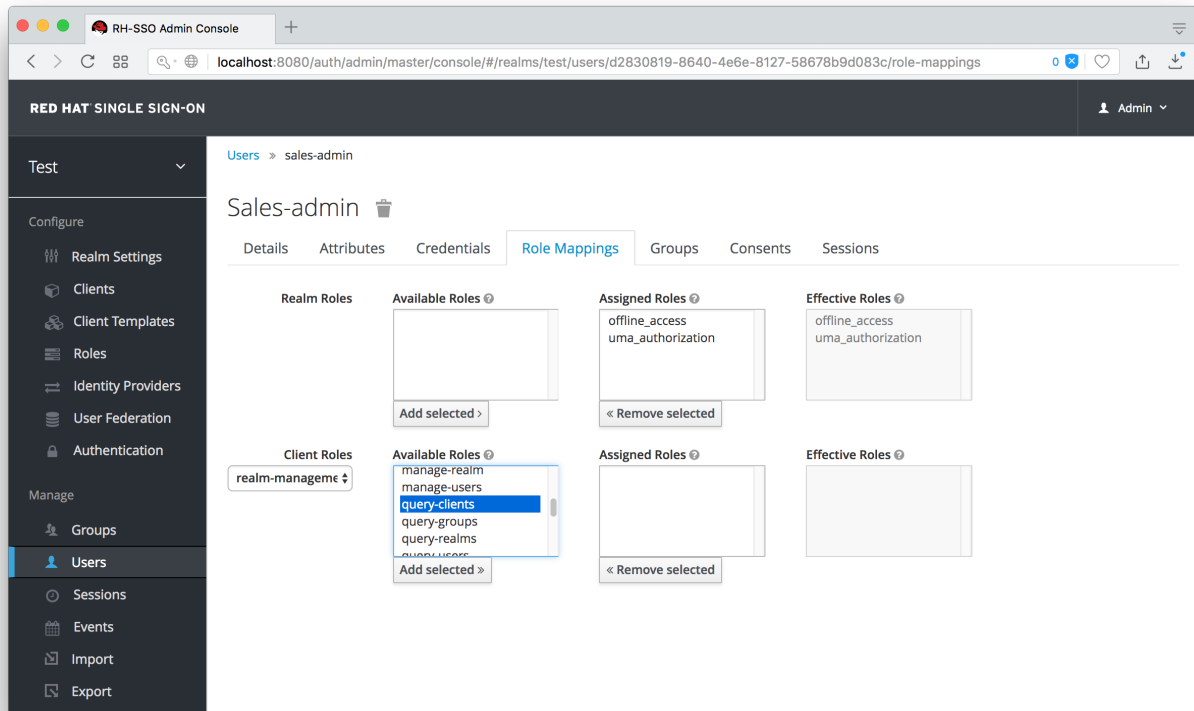 RH-SSO Admin Console
localhost:8080/auth/admin/master/console/#/realms/test/users/d2830819-8640-4e6e-8127-58678b9d083c/role-mappings
0
RED HAT SINGLE SIGN-ON
Admin
Test
Configure
Realm Settings
Clients
Client Templates
Roles
Identity Providers
User Federation
Authentication
Manage
Groups
Users
Sessions
Events
Import
Export
Users » sales-admin
Sales-admin
Details Attributes Credentials Role Mappings Groups Consents Sessions
Realm Roles
Available Roles
Add selected ›
Assigned Roles
offline_access
uma_authorization
« Remove selected
Effective Roles
offline_access
uma_authorization
Client Roles
realm-manageme
Available Roles
manage-realm
manage-users
query-clients
query-groups
query-realms
query-users
Add selected »
Assigned Roles
« Remove selected
Effective Roles